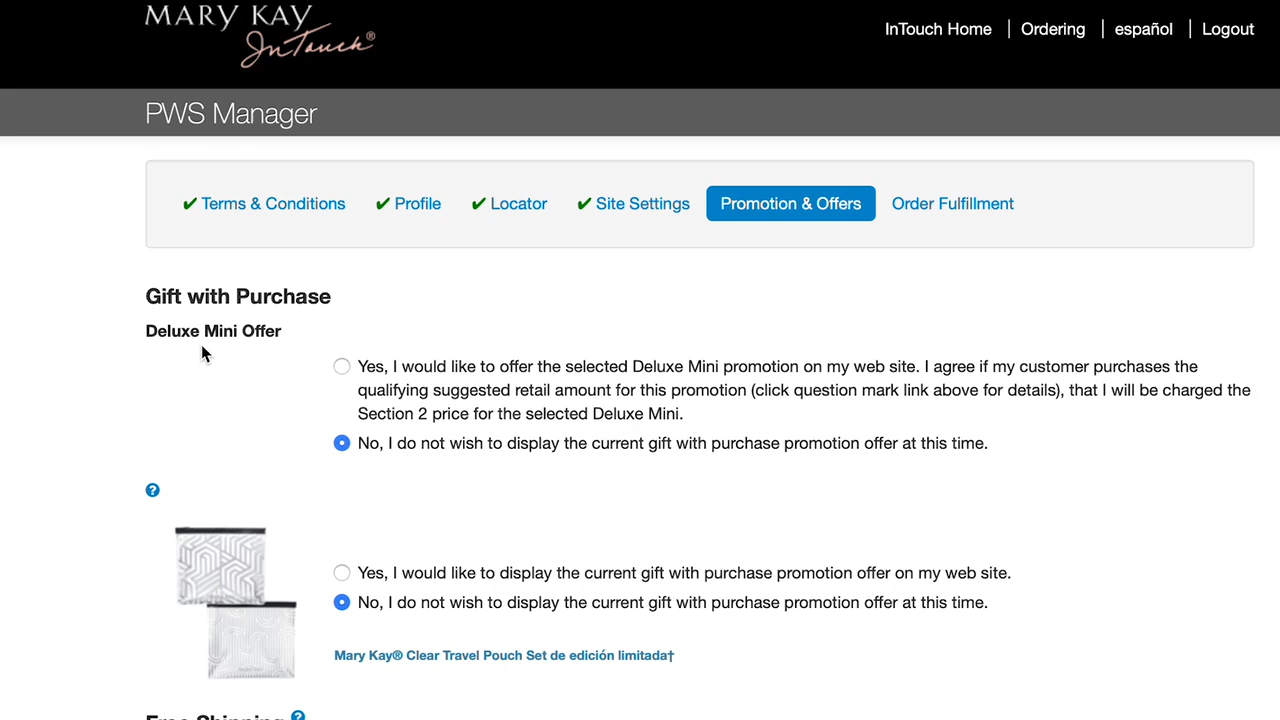 MARY KAY
InTouch®
InTouch Home | Ordering | español | Logout
PWS Manager
✔ Terms & Conditions ✔ Profile ✔ Locator ✔ Site Settings Promotion & Offers Order Fulfillment
Gift with Purchase
Deluxe Mini Offer
Yes, I would like to offer the selected Deluxe Mini promotion on my web site. I agree if my customer purchases the
qualifying suggested retail amount for this promotion (click question mark link above for details), that I will be charged the
Section 2 price for the selected Deluxe Mini.
No, I do not wish to display the current gift with purchase promotion offer at this time.
?
Yes, I would like to display the current gift with purchase promotion offer on my web site.
No, I do not wish to display the current gift with purchase promotion offer at this time.
Mary Kay® Clear Travel Pouch Set de edición limitada†
Free Shipping ?